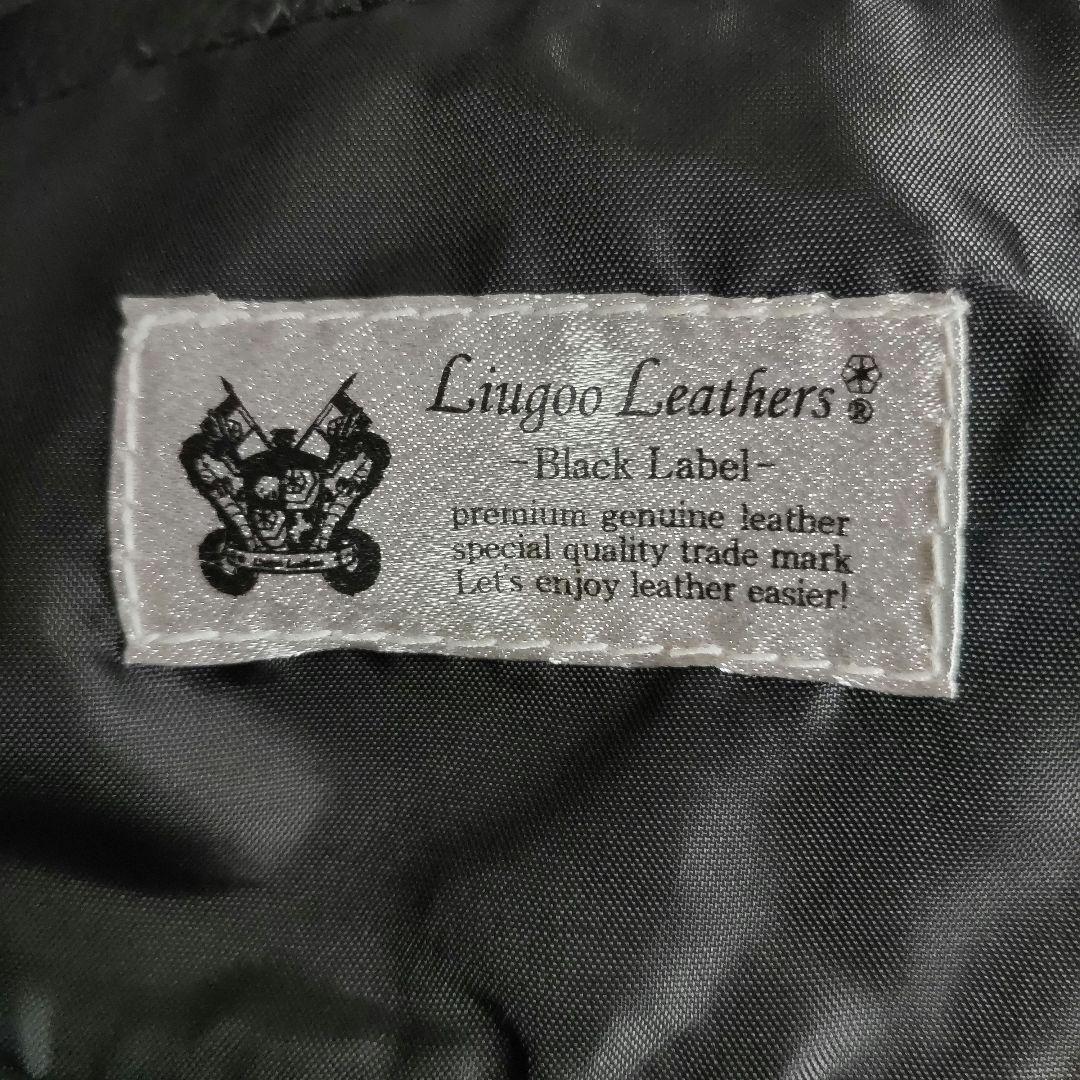 Liugoo Leathers®
-Black Label-
premium genuine leather
special quality trade mark
Let's enjoy leather easier!